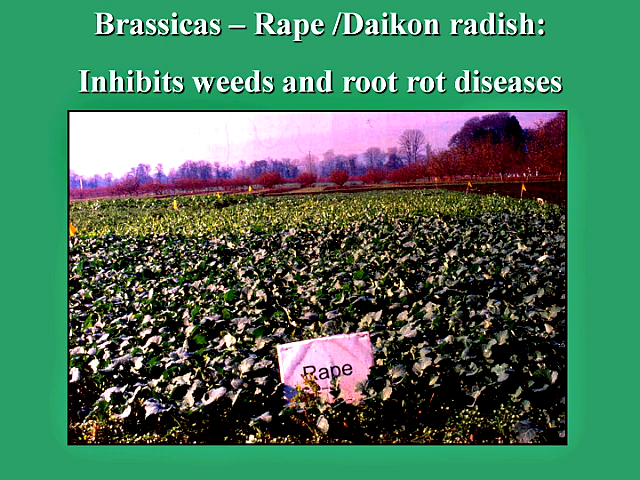 Brassicas – Rape /Daikon radish:
Inhibits weeds and root rot diseases
Rape